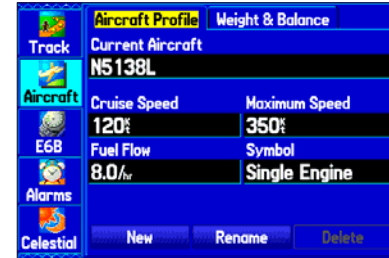 Aircraft Profile Weight & Balance
Track
Current Aircraft
N5138L
Aircraft
Cruise Speed Maximum Speed
120kt 350kt
E6B
Fuel Flow Symbol
8.0/hr Single Engine
Alarms
Celestial
New Rename Delete